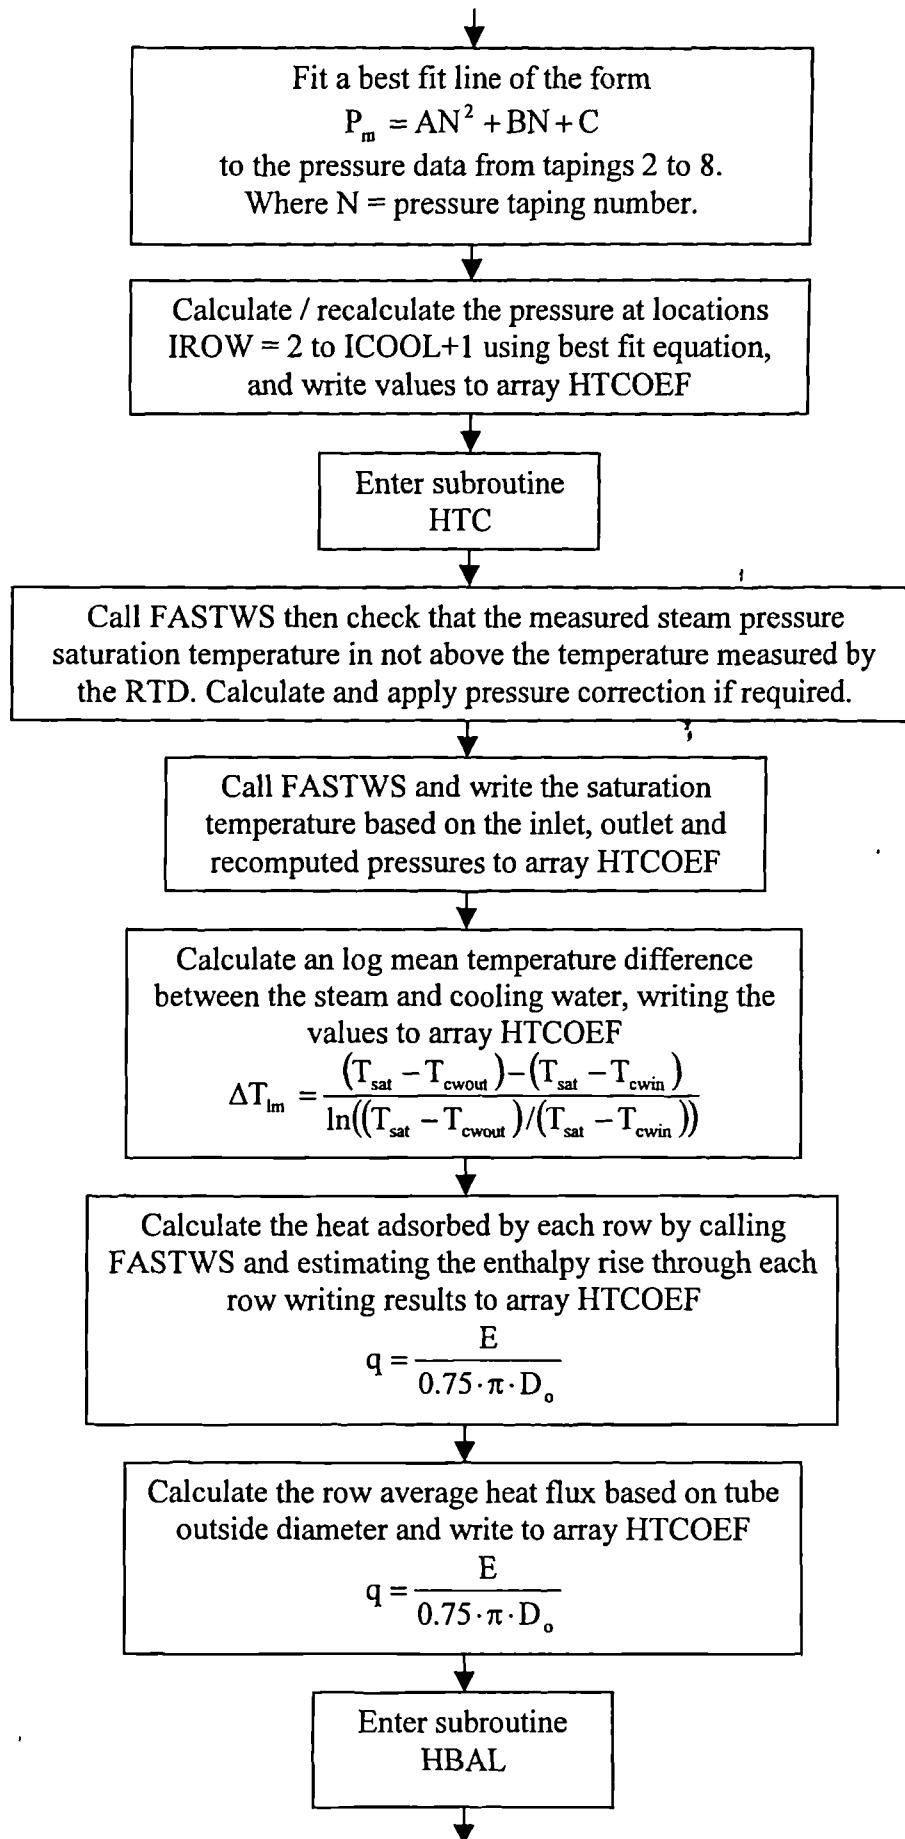 Fit a best fit line of the form
P_m = AN² + BN + C
to the pressure data from tapings 2 to 8.
Where N = pressure taping number.
Calculate / recalculate the pressure at locations
IROW = 2 to ICOOL+1 using best fit equation,
and write values to array HTCOEF
Enter subroutine
HTC
Call FASTWS then check that the measured steam pressure
saturation temperature in not above the temperature measured by
the RTD. Calculate and apply pressure correction if required.
Call FASTWS and write the saturation
temperature based on the inlet, outlet and
recomputed pressures to array HTCOEF
Calculate an log mean temperature difference
between the steam and cooling water, writing the
values to array HTCOEF
ΔT_lm = (T_sat − T_cwout) − (T_sat − T_cwin) / ln((T_sat − T_cwout)/(T_sat − T_cwin))
Calculate the heat adsorbed by each row by calling
FASTWS and estimating the enthalpy rise through each
row writing results to array HTCOEF
q = E / 0.75·π·D_o
Calculate the row average heat flux based on tube
outside diameter and write to array HTCOEF
q = E / 0.75·π·D_o
Enter subroutine
HBAL